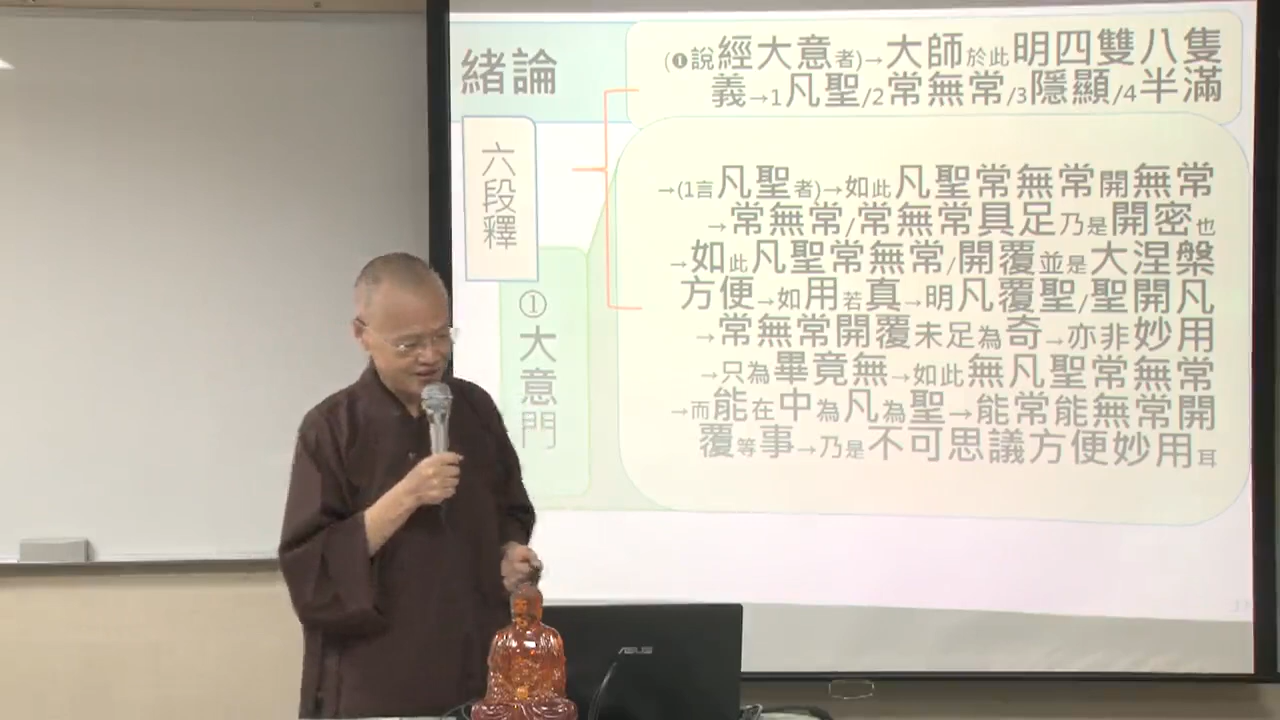 緒論
(❶說經大意者)→大師於此明四雙八隻
義→1凡聖/2常無常/3隱顯/4半滿
六段釋
①大意門
→(1言凡聖者)→如此凡聖常無常開無常
→常無常/常無常具足乃是開密也
→如此凡聖常無常/開覆並是大涅槃
方便→如用若真→明凡覆聖/聖開凡
→常無常開覆未足為奇→亦非妙用
→只為畢竟無→如此無凡聖常無常
→而能在中為凡為聖→能常能無常開
覆等事→乃是不可思議方便妙用耳
ASUS